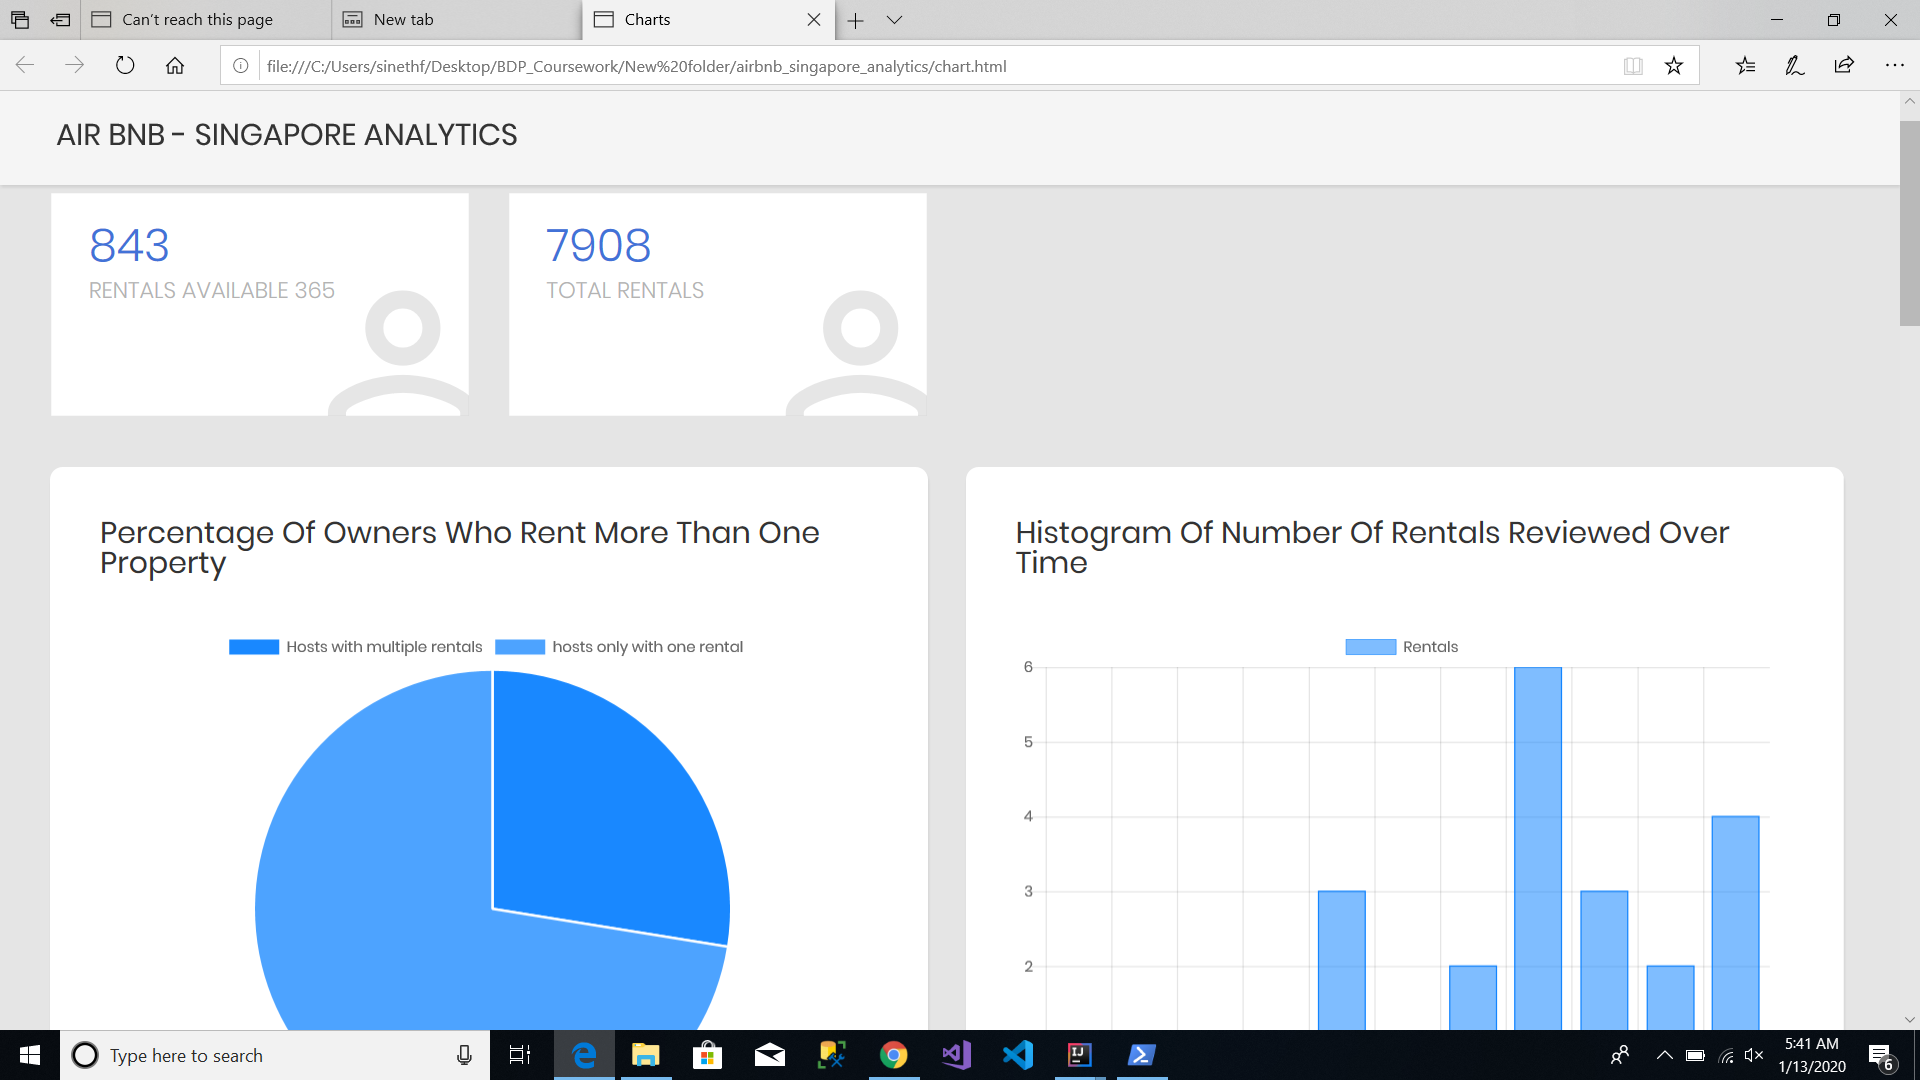 Can't reach this page
New tab
Charts
file:///C:/Users/sinethf/Desktop/BDP_Coursework/New%20folder/airbnb_singapore_analytics/chart.html
AIR BNB - SINGAPORE ANALYTICS
843
RENTALS AVAILABLE 365
7908
TOTAL RENTALS
Percentage Of Owners Who Rent More Than One
Property
Hosts with multiple rentals
hosts only with one rental
Histogram Of Number Of Rentals Reviewed Over
Time
Rentals
6
5
4
3
2
Type here to search
5:41 AM
1/13/2020
6